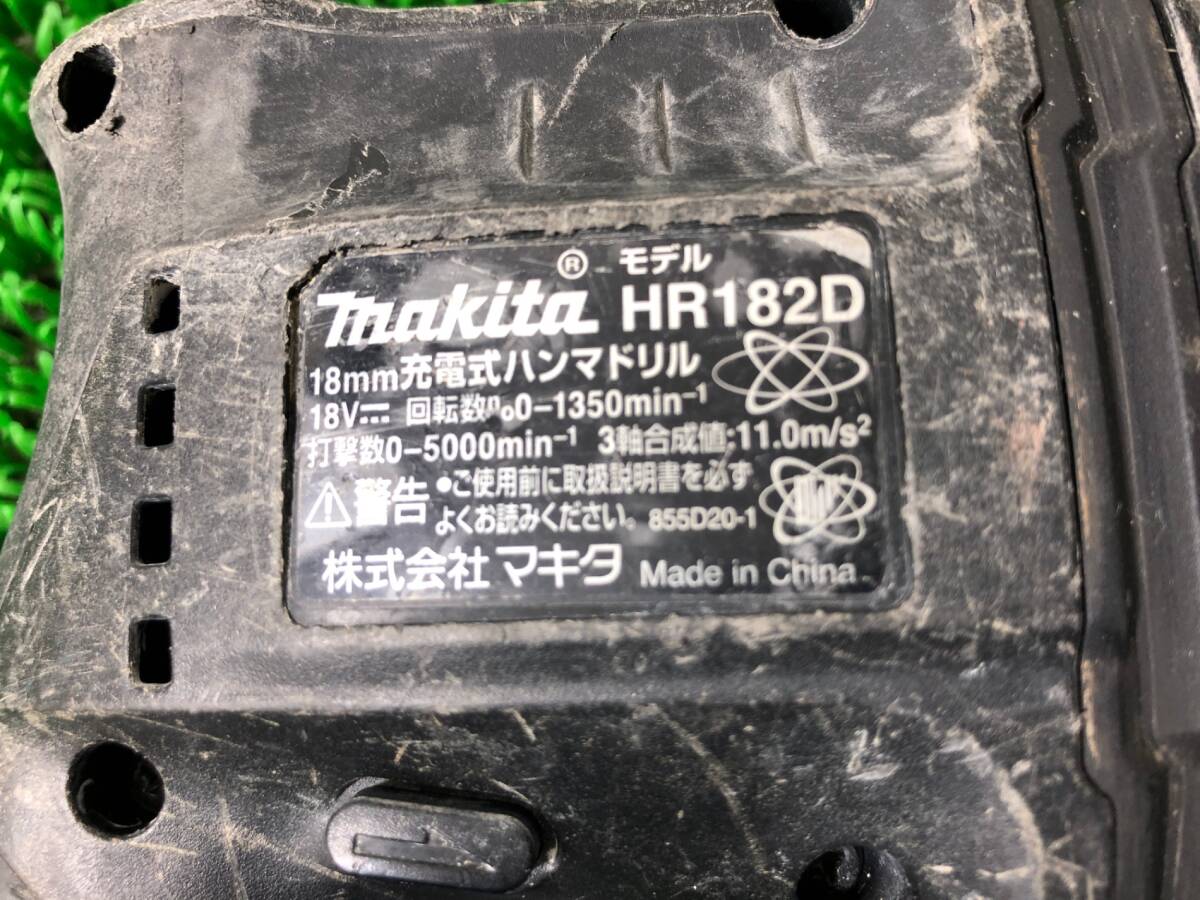 ® モデル
makita HR182D
18mm充電式ハンマドリル
18V⎓ 回転数n₀0-1350min⁻¹
打撃数0-5000min⁻¹ 3軸合成値:11.0m/s²
⚠警告 •ご使用前に取扱説明書を必ず
よくお読みください。 855D20-1
株式会社 マキタ Made in China